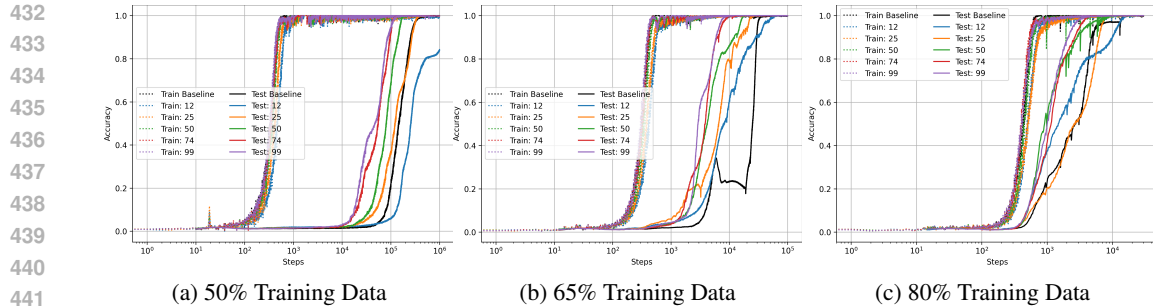 432
433
434
435
436
437
438
439
440
441
1.0
0.8
0.6
0.4
0.2
0.0
Accuracy
Train Baseline
Train: 12
Train: 25
Train: 50
Train: 74
Train: 99
Test Baseline
Test: 12
Test: 25
Test: 50
Test: 74
Test: 99
10⁰ 10¹ 10² 10³ 10⁴ 10⁵ 10⁶
Steps
(a) 50% Training Data
1.0
0.8
0.6
0.4
0.2
0.0
Accuracy
Train Baseline
Train: 12
Train: 25
Train: 50
Train: 74
Train: 99
Test Baseline
Test: 12
Test: 25
Test: 50
Test: 74
Test: 99
10⁰ 10¹ 10² 10³ 10⁴ 10⁵
Steps
(b) 65% Training Data
1.0
0.8
0.6
0.4
0.2
0.0
Accuracy
Train Baseline
Train: 12
Train: 25
Train: 50
Train: 74
Train: 99
Test Baseline
Test: 12
Test: 25
Test: 50
Test: 74
Test: 99
10⁰ 10¹ 10² 10³ 10⁴
Steps
(c) 80% Training Data